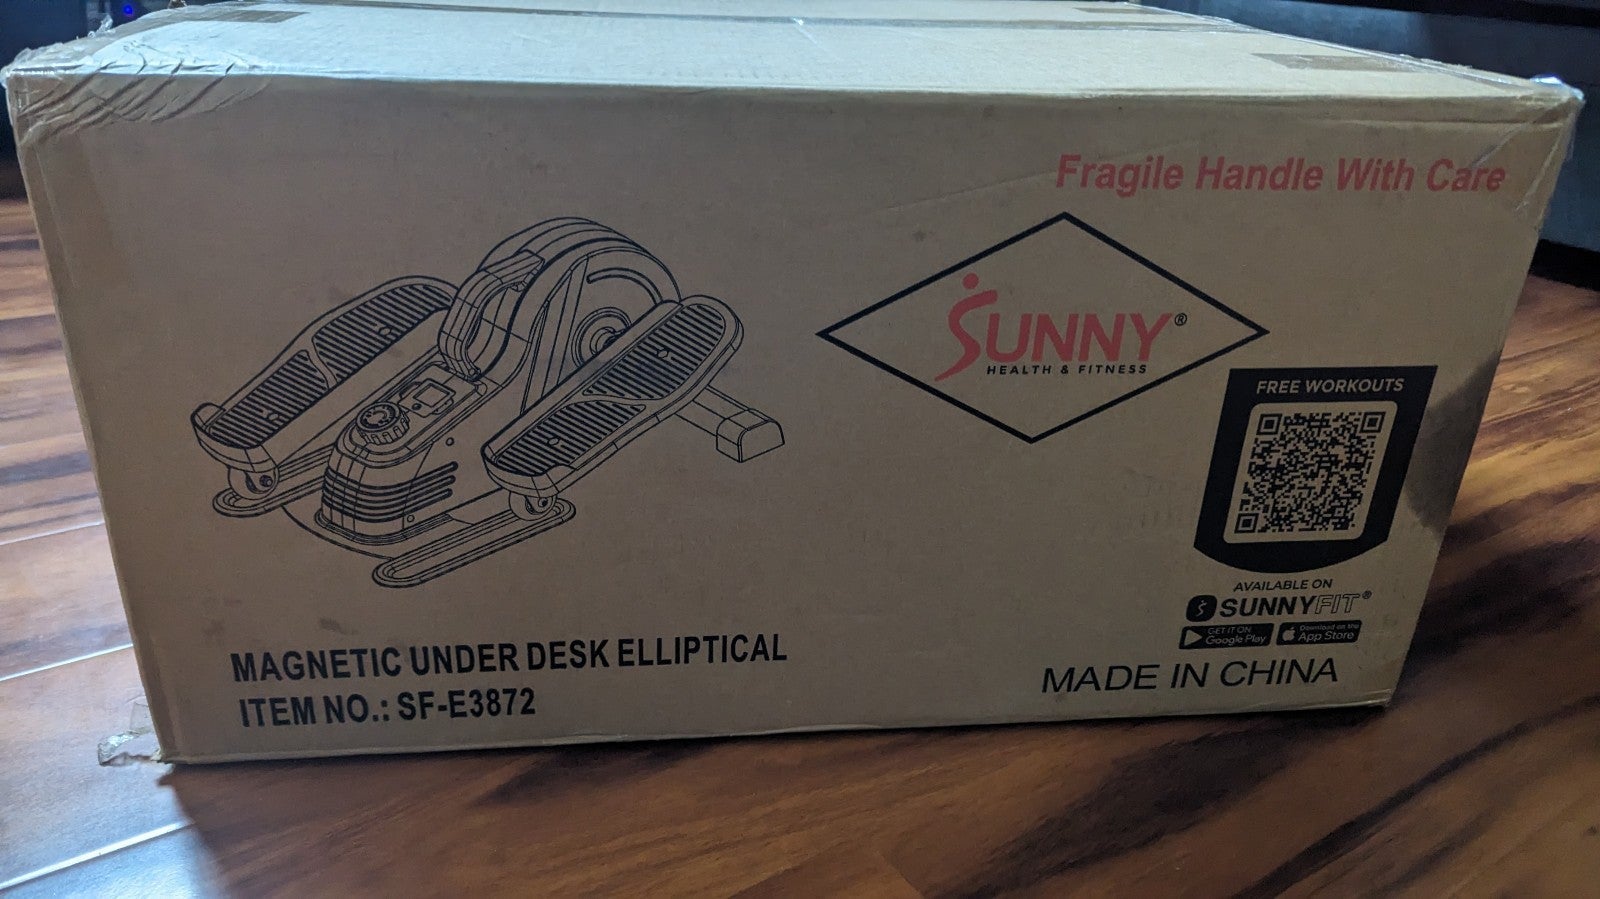 Fragile Handle With Care
SUNNY®
HEALTH & FITNESS
FREE WORKOUTS
AVAILABLE ON
SUNNYFIT®
GET IT ON
Google Play
Download on the
App Store
MAGNETIC UNDER DESK ELLIPTICAL
ITEM NO.: SF-E3872
MADE IN CHINA